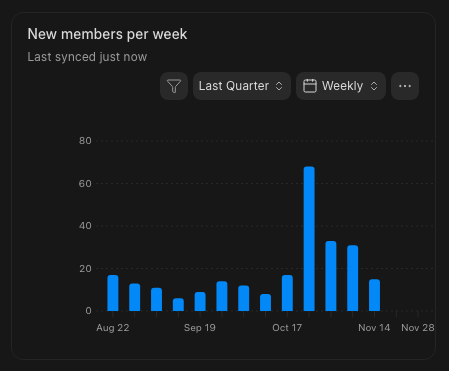 New members per week
Last synced just now
Last Quarter
Weekly
80
60
40
20
0
Aug 22 Sep 19 Oct 17 Nov 14 Nov 28